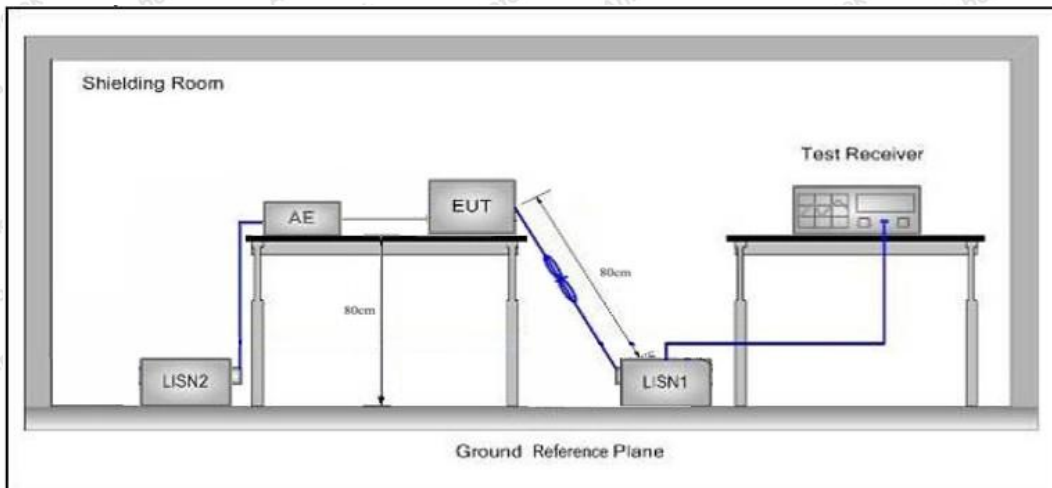 Shielding Room
Test Receiver
EUT
AE
80cm
80cm
LISN2
LISN1
Ground Reference Plane